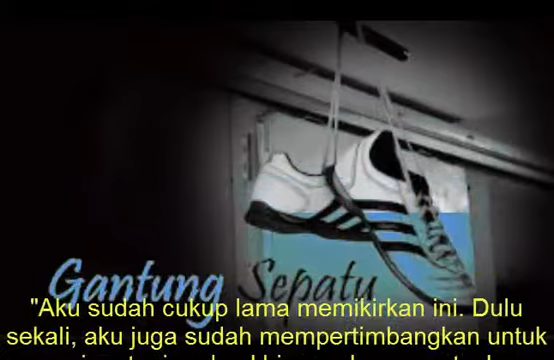 Gantung Sepatu
"Aku sudah cukup lama memikirkan ini. Dulu
sekali, aku juga sudah mempertimbangkan untuk